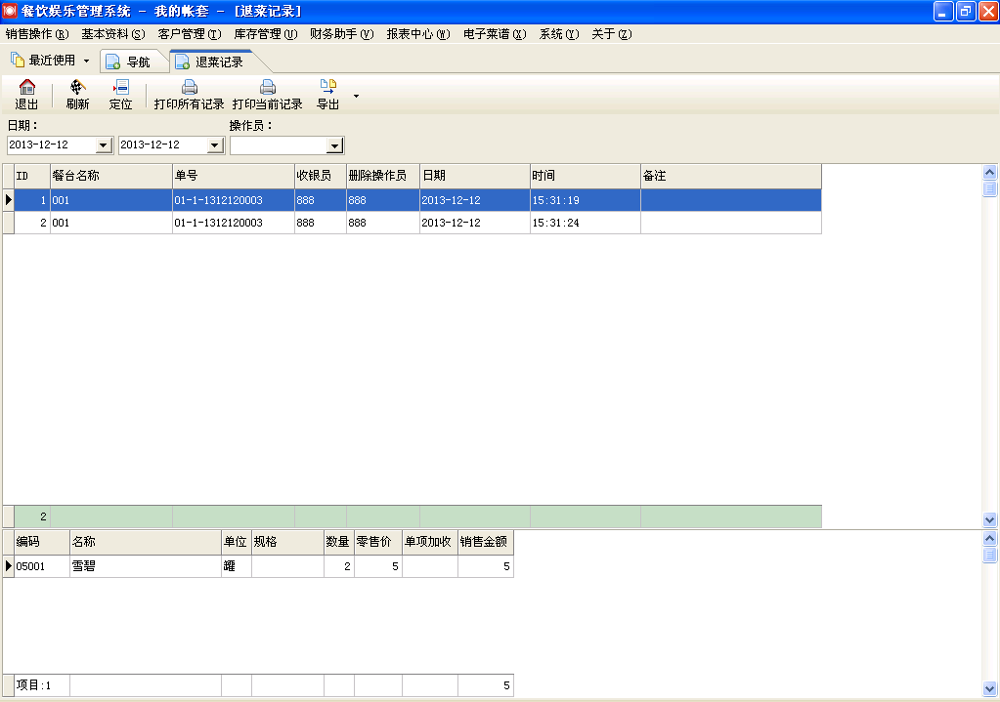 餐饮娱乐管理系统 - 我的帐套 - [退菜记录]
销售操作(R) 基本资料(S) 客户管理(T) 库存管理(U) 财务助手(V) 报表中心(W) 电子菜谱(X) 系统(Y) 关于(Z)
最近使用 导航 退菜记录
退出 刷新 定位 打印所有记录 打印当前记录 导出
日期： 操作员：
2013-12-12 2013-12-12
ID 餐台名称 单号 收银员 删除操作员 日期 时间 备注
1 001 01-1-1312120003 888 888 2013-12-12 15:31:19
2 001 01-1-1312120003 888 888 2013-12-12 15:31:24
2
编码 名称 单位 规格 数量 零售价 单项加收 销售金额
05001 雪碧 罐 2 5 5
项目:1 5